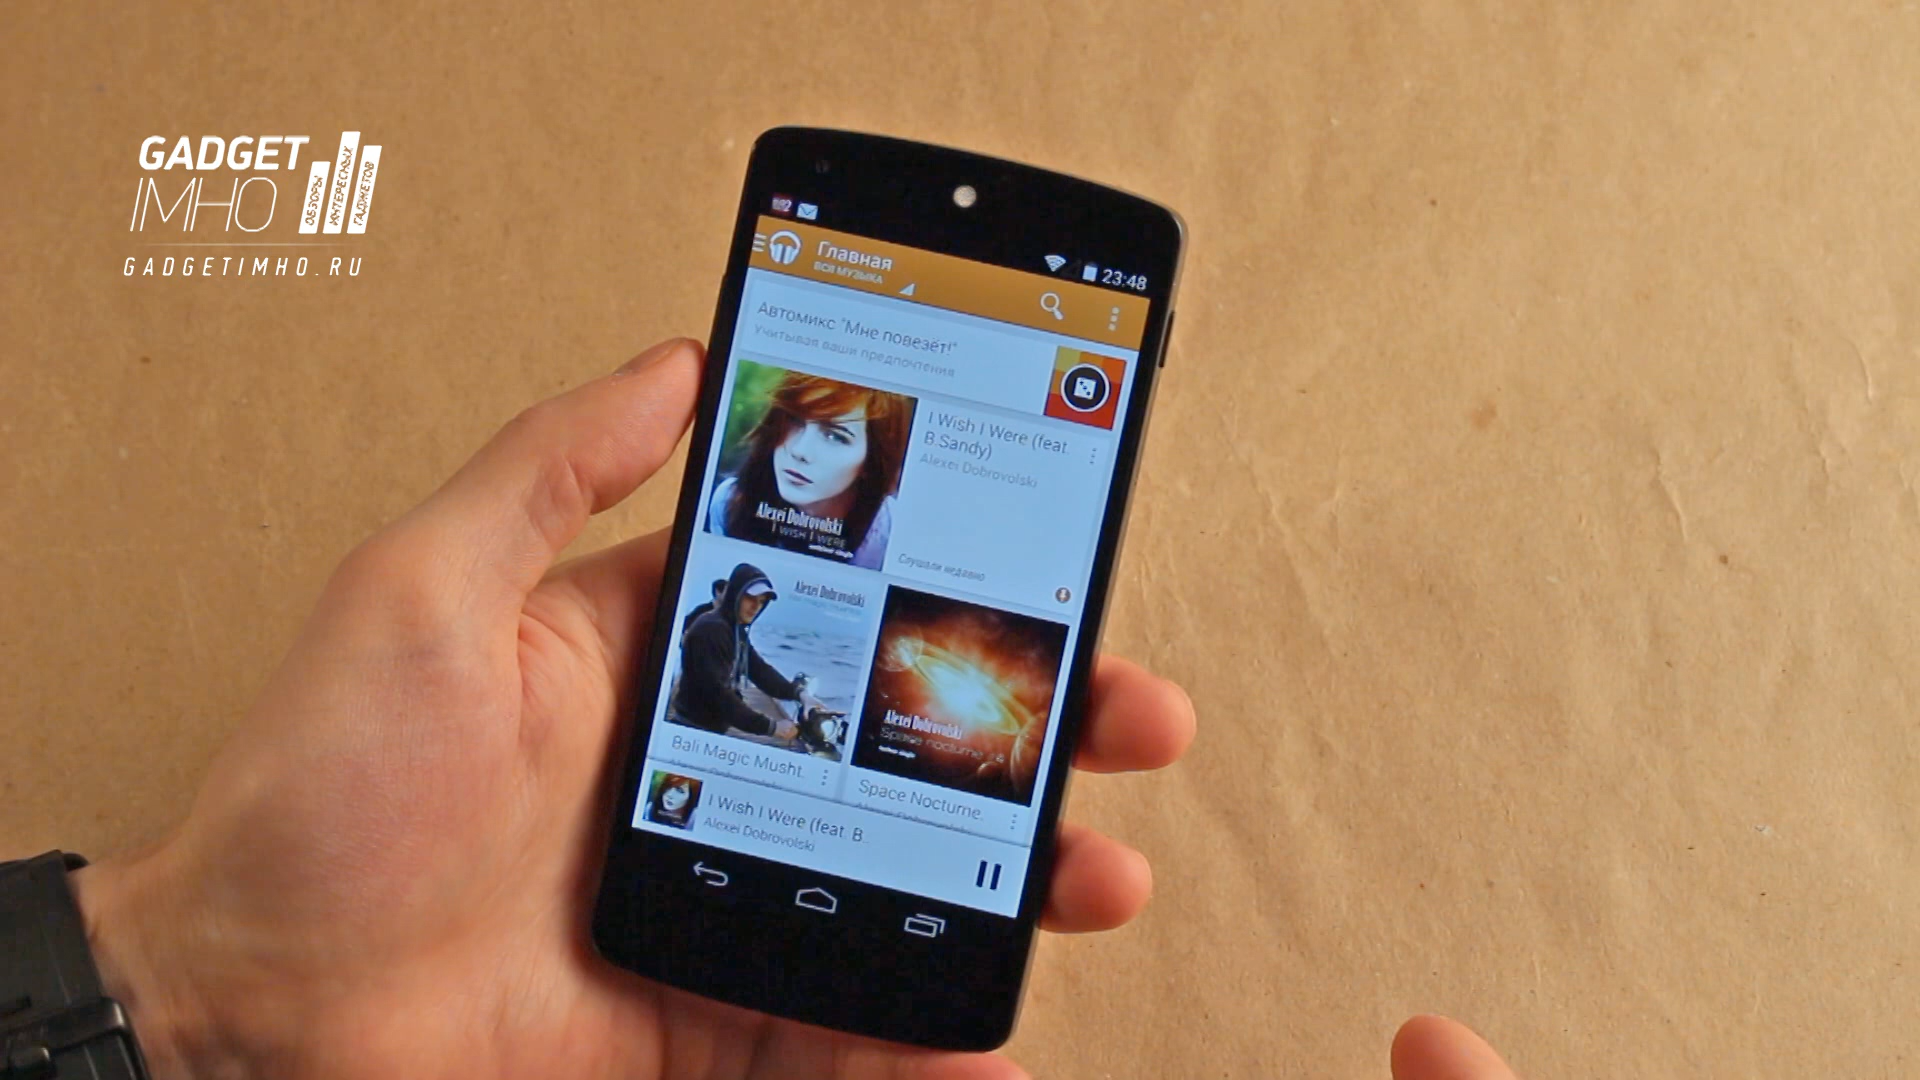 GADGET
IMHO
ОБЗОРЫ
ИНТЕРЕСНЫХ
ГАДЖЕТОВ
GADGETIMHO.RU
23:48
Главная
ВСЯ МУЗЫКА
Автомикс "Мне повезёт!"
Учитывая ваши предпочтения
Alexei Dobrovolski
I WISH I WERE
I Wish I Were (feat.
B.Sandy)
Alexei Dobrovolski
Слушали недавно
Alexei Dobrovolski
Bali Magic Musht.
Alexei Dobrovolski
Space nocturne
Space Nocturne.
I Wish I Were (feat. B..
Alexei Dobrovolski